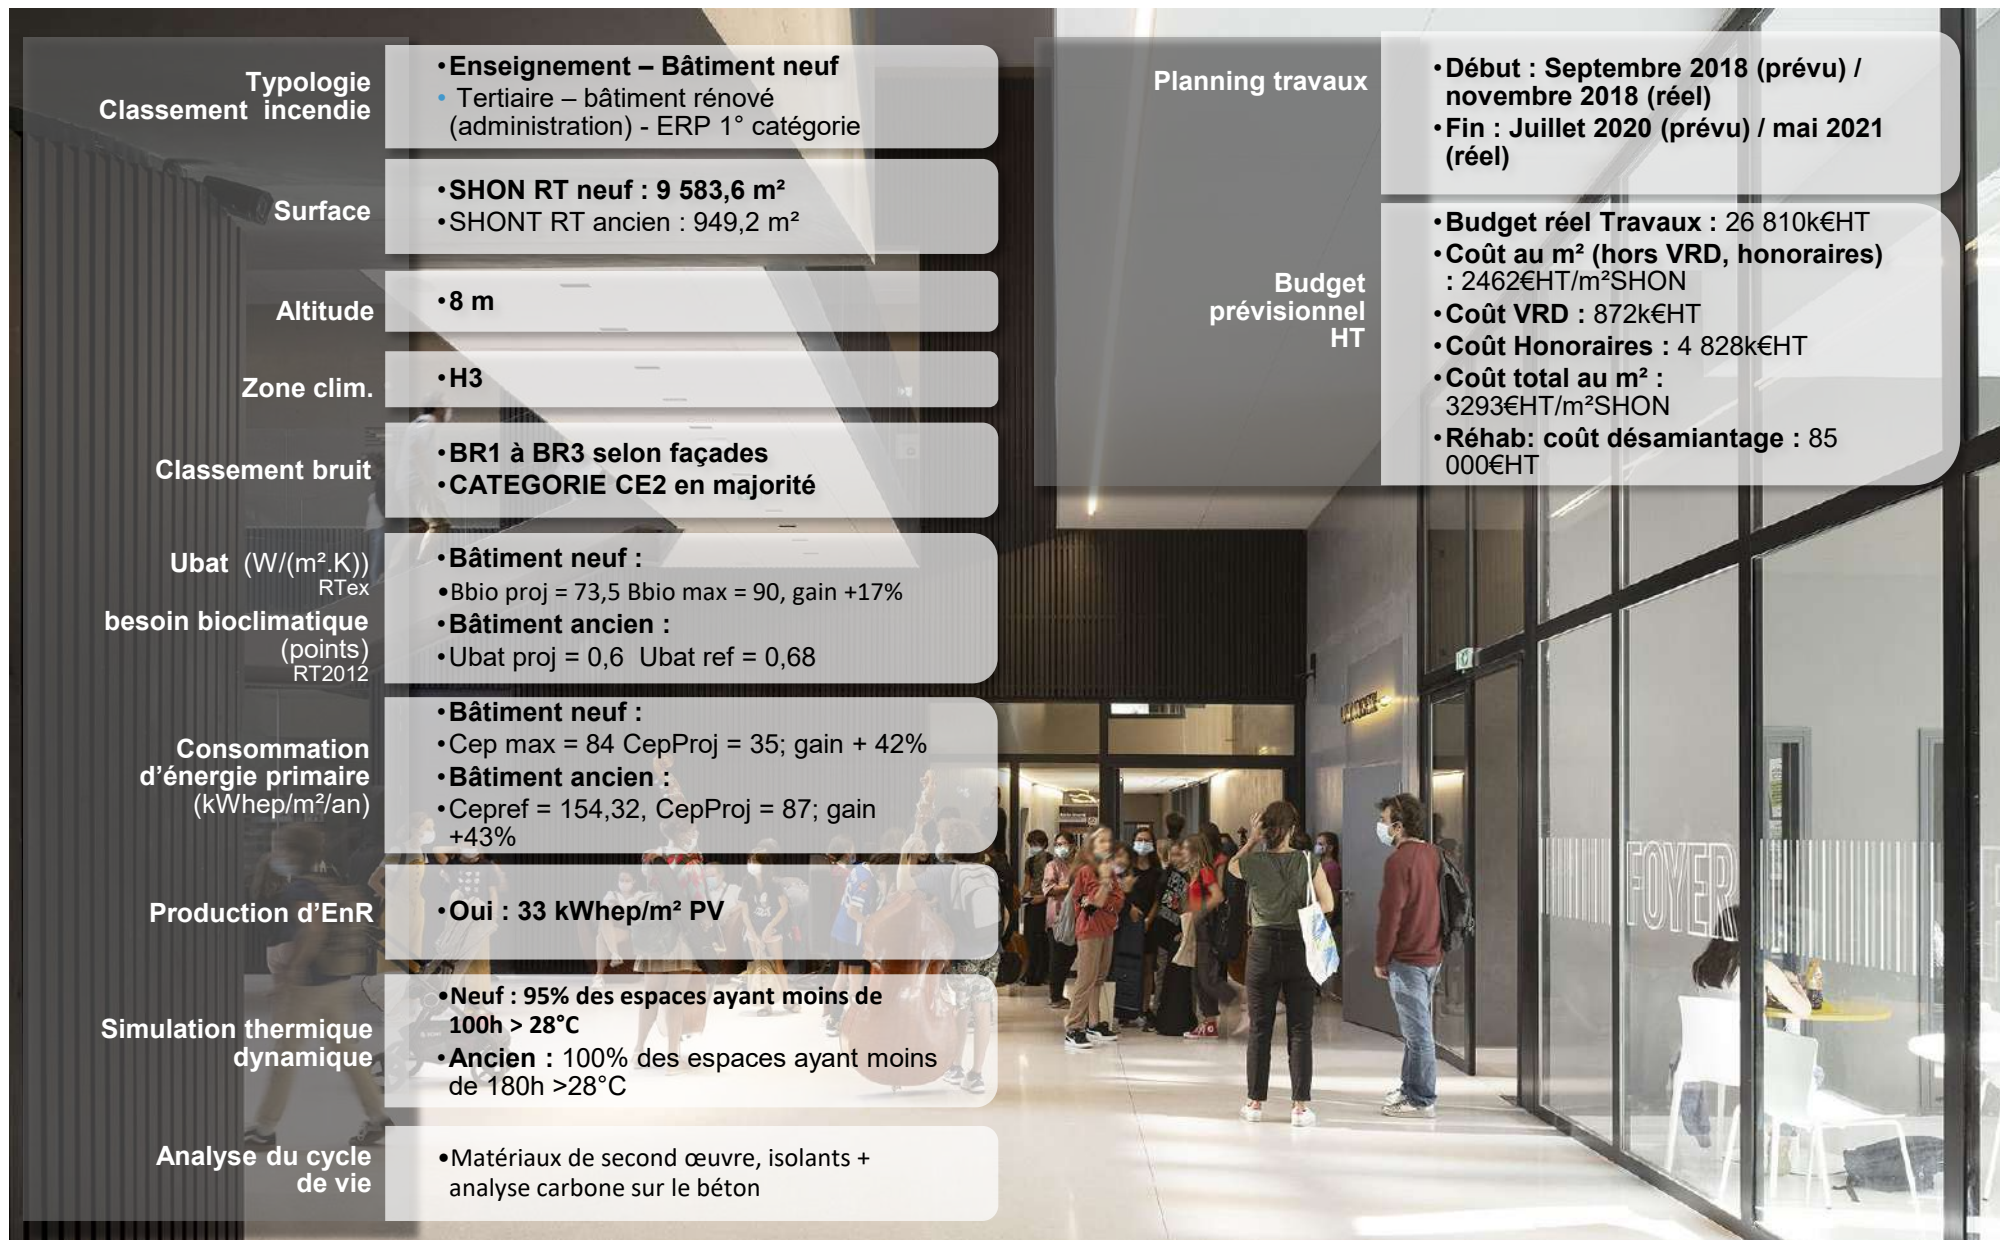 Typologie
Classement incendie
•Enseignement – Bâtiment neuf
• Tertiaire – bâtiment rénové
(administration) - ERP 1° catégorie
Surface
•SHON RT neuf : 9 583,6 m²
•SHONT RT ancien : 949,2 m²
Altitude
•8 m
Zone clim.
•H3
Classement bruit
•BR1 à BR3 selon façades
•CATEGORIE CE2 en majorité
Ubat (W/(m².K))
RTex
besoin bioclimatique
(points)
RT2012
•Bâtiment neuf :
•Bbio proj = 73,5 Bbio max = 90, gain +17%
•Bâtiment ancien :
•Ubat proj = 0,6 Ubat ref = 0,68
Consommation
d’énergie primaire
(kWhep/m²/an)
•Bâtiment neuf :
•Cep max = 84 CepProj = 35; gain + 42%
•Bâtiment ancien :
•Cepref = 154,32, CepProj = 87; gain
+43%
Production d’EnR
•Oui : 33 kWhep/m² PV
Simulation thermique
dynamique
•Neuf : 95% des espaces ayant moins de
100h > 28°C
•Ancien : 100% des espaces ayant moins
de 180h >28°C
Analyse du cycle
de vie
•Matériaux de second œuvre, isolants +
analyse carbone sur le béton
Planning travaux
•Début : Septembre 2018 (prévu) /
novembre 2018 (réel)
•Fin : Juillet 2020 (prévu) / mai 2021
(réel)
Budget
prévisionnel
HT
•Budget réel Travaux : 26 810k€HT
•Coût au m² (hors VRD, honoraires)
: 2462€HT/m²SHON
•Coût VRD : 872k€HT
•Coût Honoraires : 4 828k€HT
•Coût total au m² :
3293€HT/m²SHON
•Réhab: coût désamiantage : 85
000€HT
FOYER